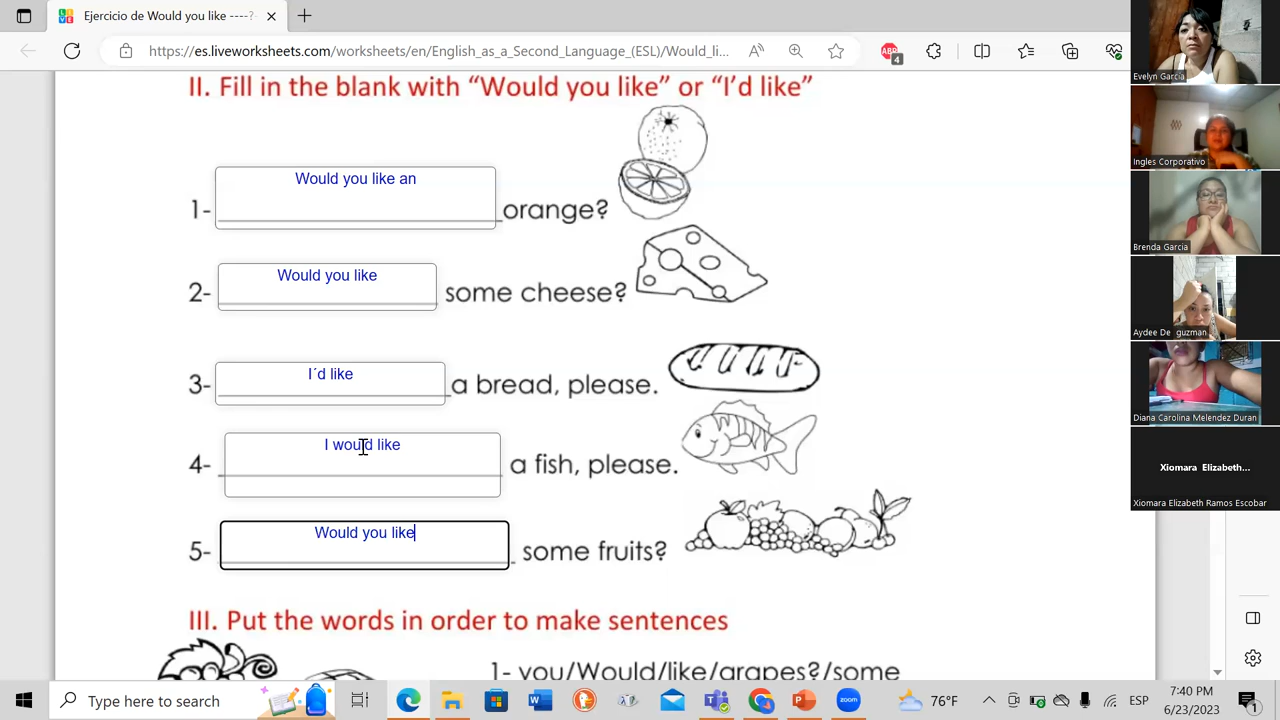 Ejercicio de Would you like ----?-
https://es.liveworksheets.com/worksheets/en/English_as_a_Second_Language_(ESL)/Would_li...
ABP
4
II. Fill in the blank with “Would you like” or “I’d like”
1- Would you like an orange?
2- Would you like some cheese?
3- I´d like a bread, please.
4- I would like a fish, please.
5- Would you like some fruits?
III. Put the words in order to make sentences
1- you/Would/like/grapes?/some
Evelyn Garcia
Ingles Corporativo
Brenda Garcia
Aydee De guzman
Diana Carolina Melendez Duran
Xiomara Elizabeth...
Xiomara Elizabeth Ramos Escobar
Type here to search
zoom
76°F
ESP
7:40 PM
6/23/2023
1